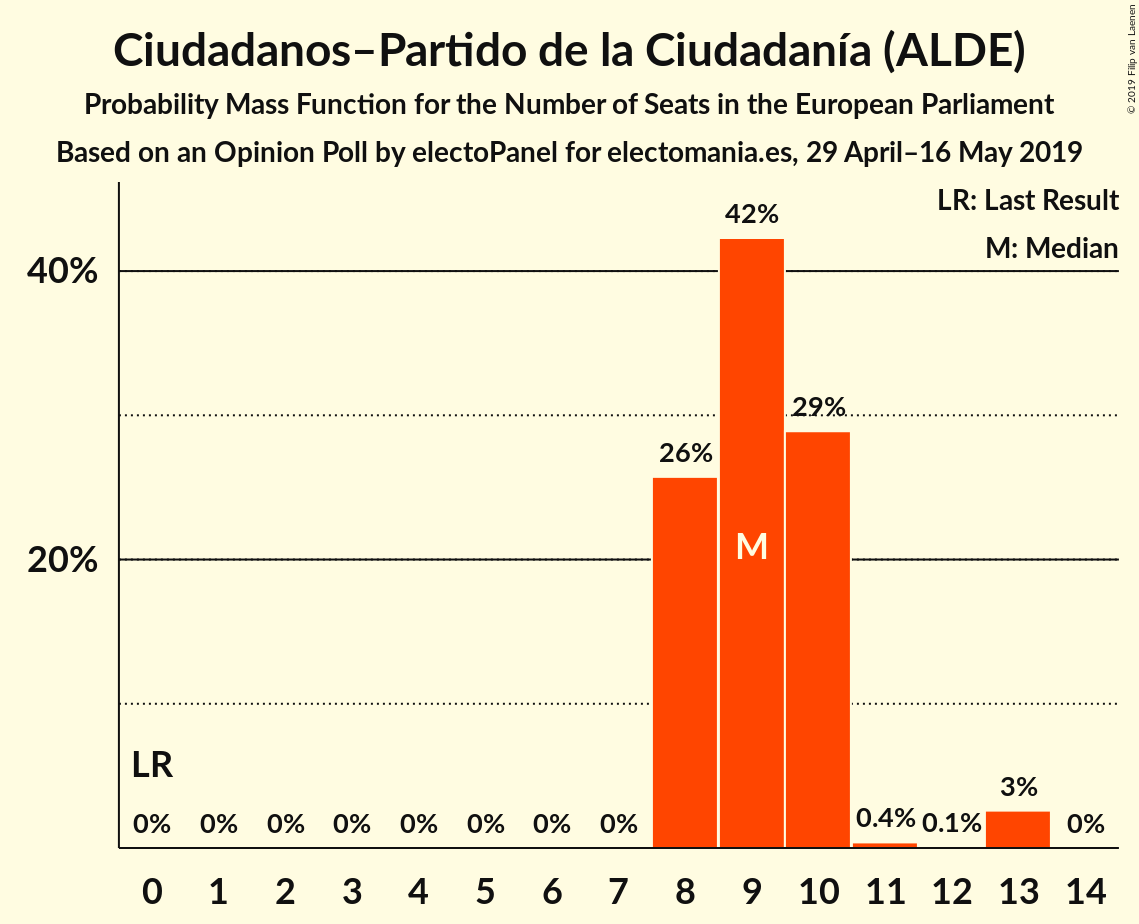 Ciudadanos–Partido de la Ciudadanía (ALDE)
Probability Mass Function for the Number of Seats in the European Parliament
Based on an Opinion Poll by electoPanel for electomania.es, 29 April–16 May 2019
© 2019 Filip van Laenen
LR: Last Result
M: Median
42%
40%
29%
26%
M
20%
LR
3%
0% 0% 0% 0% 0% 0% 0% 0% 0.4% 0.1% 0%
0 1 2 3 4 5 6 7 8 9 10 11 12 13 14